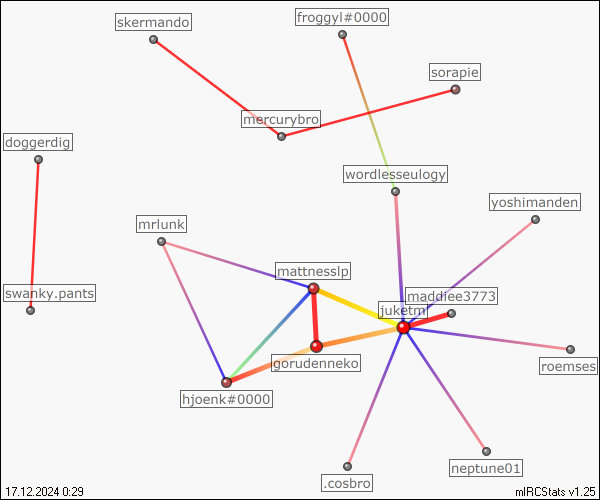 skermando
froggyl#0000
sorapie
mercurybro
doggerdig
wordlesseulogy
yoshimanden
mrlunk
mattnesslp
swanky.pants
maddiee3773
juketm
gorudenneko
roemses
hjoenk#0000
neptune01
.cosbro
17.12.2024 0:29
mIRCStats v1.25